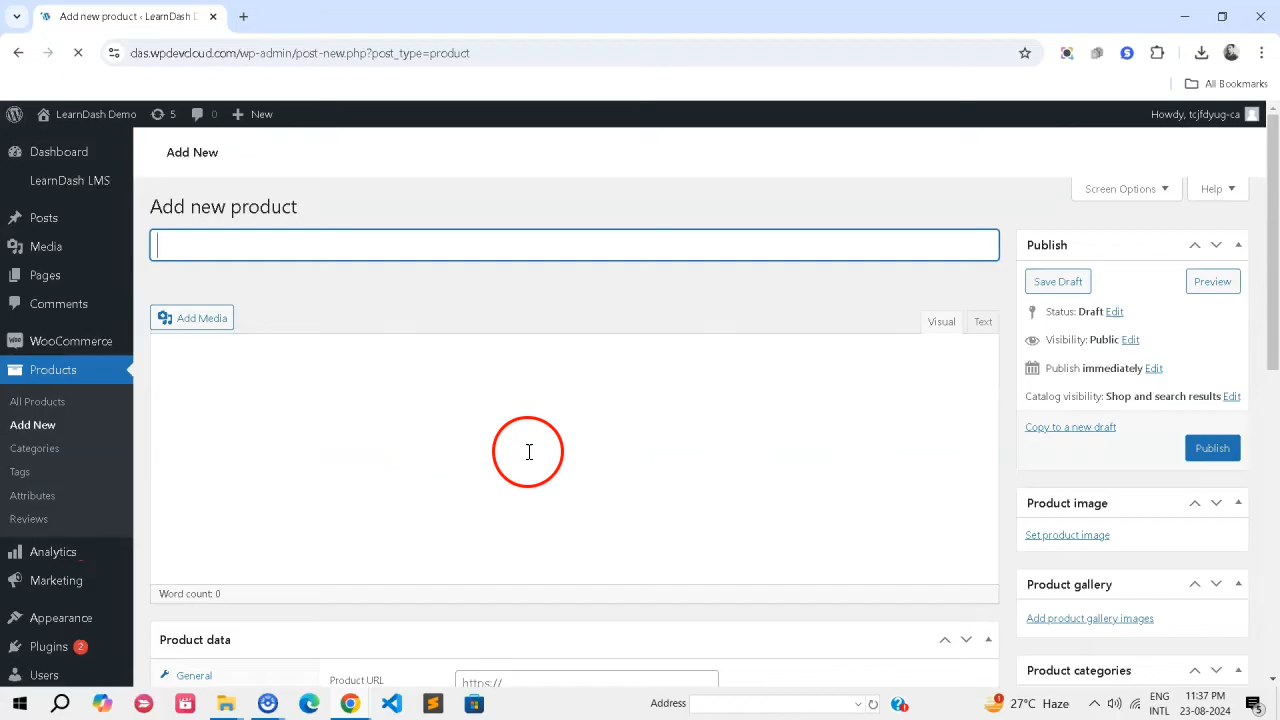 Add new product ‹ LearnDash D
das.wpdevcloud.com/wp-admin/post-new.php?post_type=product
All Bookmarks
LearnDash Demo 5 0 New
Howdy, tcjfdyug-ca
Dashboard
LearnDash LMS
Posts
Media
Pages
Comments
WooCommerce
Products
All Products
Add New
Categories
Tags
Attributes
Reviews
Analytics
Marketing
Appearance
Plugins 2
Users
Add New
Screen Options
Help
Add new product
Add Media
Visual
Text
Word count: 0
Product data
General
Product URL
https://
Publish
Save Draft
Preview
Status: Draft Edit
Visibility: Public Edit
Publish immediately Edit
Catalog visibility: Shop and search results Edit
Copy to a new draft
Publish
Product image
Set product image
Product gallery
Add product gallery images
Product categories
Address
27°C Haze
ENG
INTL
11:37 PM
23-08-2024
5